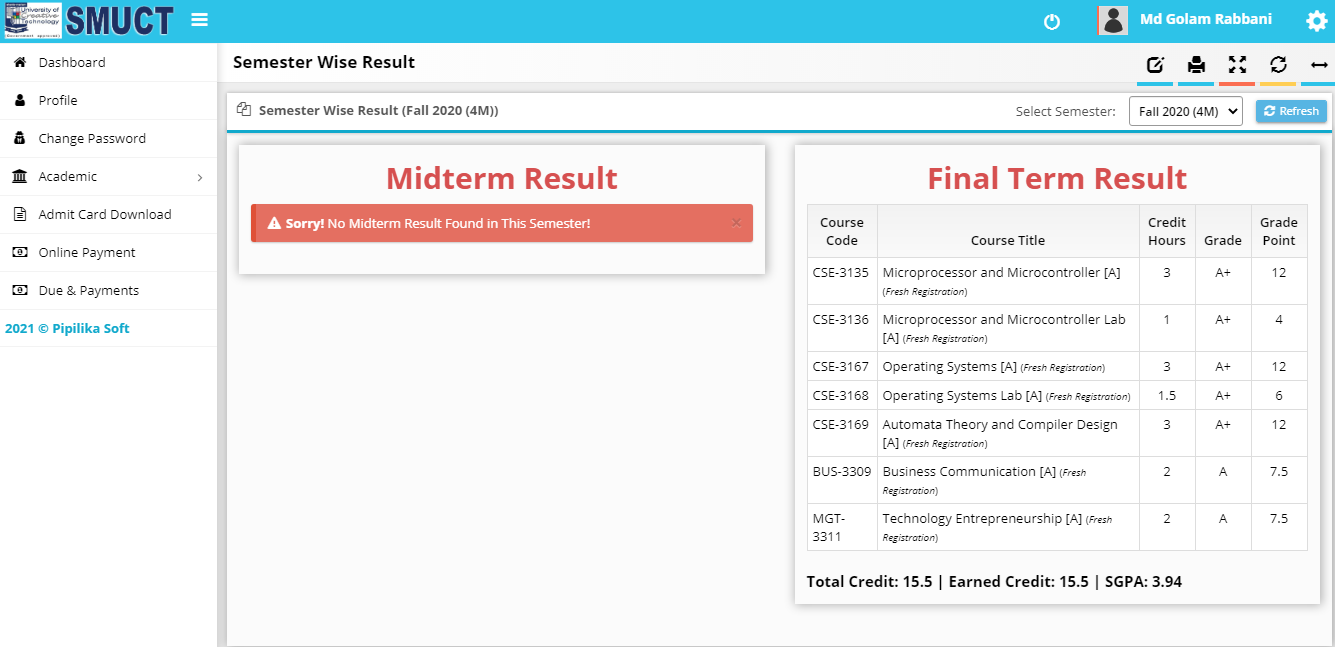 University of
Creative
Technology
SMUCT
Md Golam Rabbani
Dashboard
Profile
Change Password
Academic
Admit Card Download
Online Payment
Due & Payments
2021 © Pipilika Soft
Semester Wise Result
Semester Wise Result (Fall 2020 (4M))
Select Semester: Fall 2020 (4M) Refresh
Midterm Result
Sorry! No Midterm Result Found in This Semester! ×
Final Term Result
Course Code Course Title Credit Hours Grade Grade Point
CSE-3135 Microprocessor and Microcontroller [A] (Fresh Registration) 3 A+ 12
CSE-3136 Microprocessor and Microcontroller Lab [A] (Fresh Registration) 1 A+ 4
CSE-3167 Operating Systems [A] (Fresh Registration) 3 A+ 12
CSE-3168 Operating Systems Lab [A] (Fresh Registration) 1.5 A+ 6
CSE-3169 Automata Theory and Compiler Design [A] (Fresh Registration) 3 A+ 12
BUS-3309 Business Communication [A] (Fresh Registration) 2 A 7.5
MGT-3311 Technology Entrepreneurship [A] (Fresh Registration) 2 A 7.5
Total Credit: 15.5 | Earned Credit: 15.5 | SGPA: 3.94